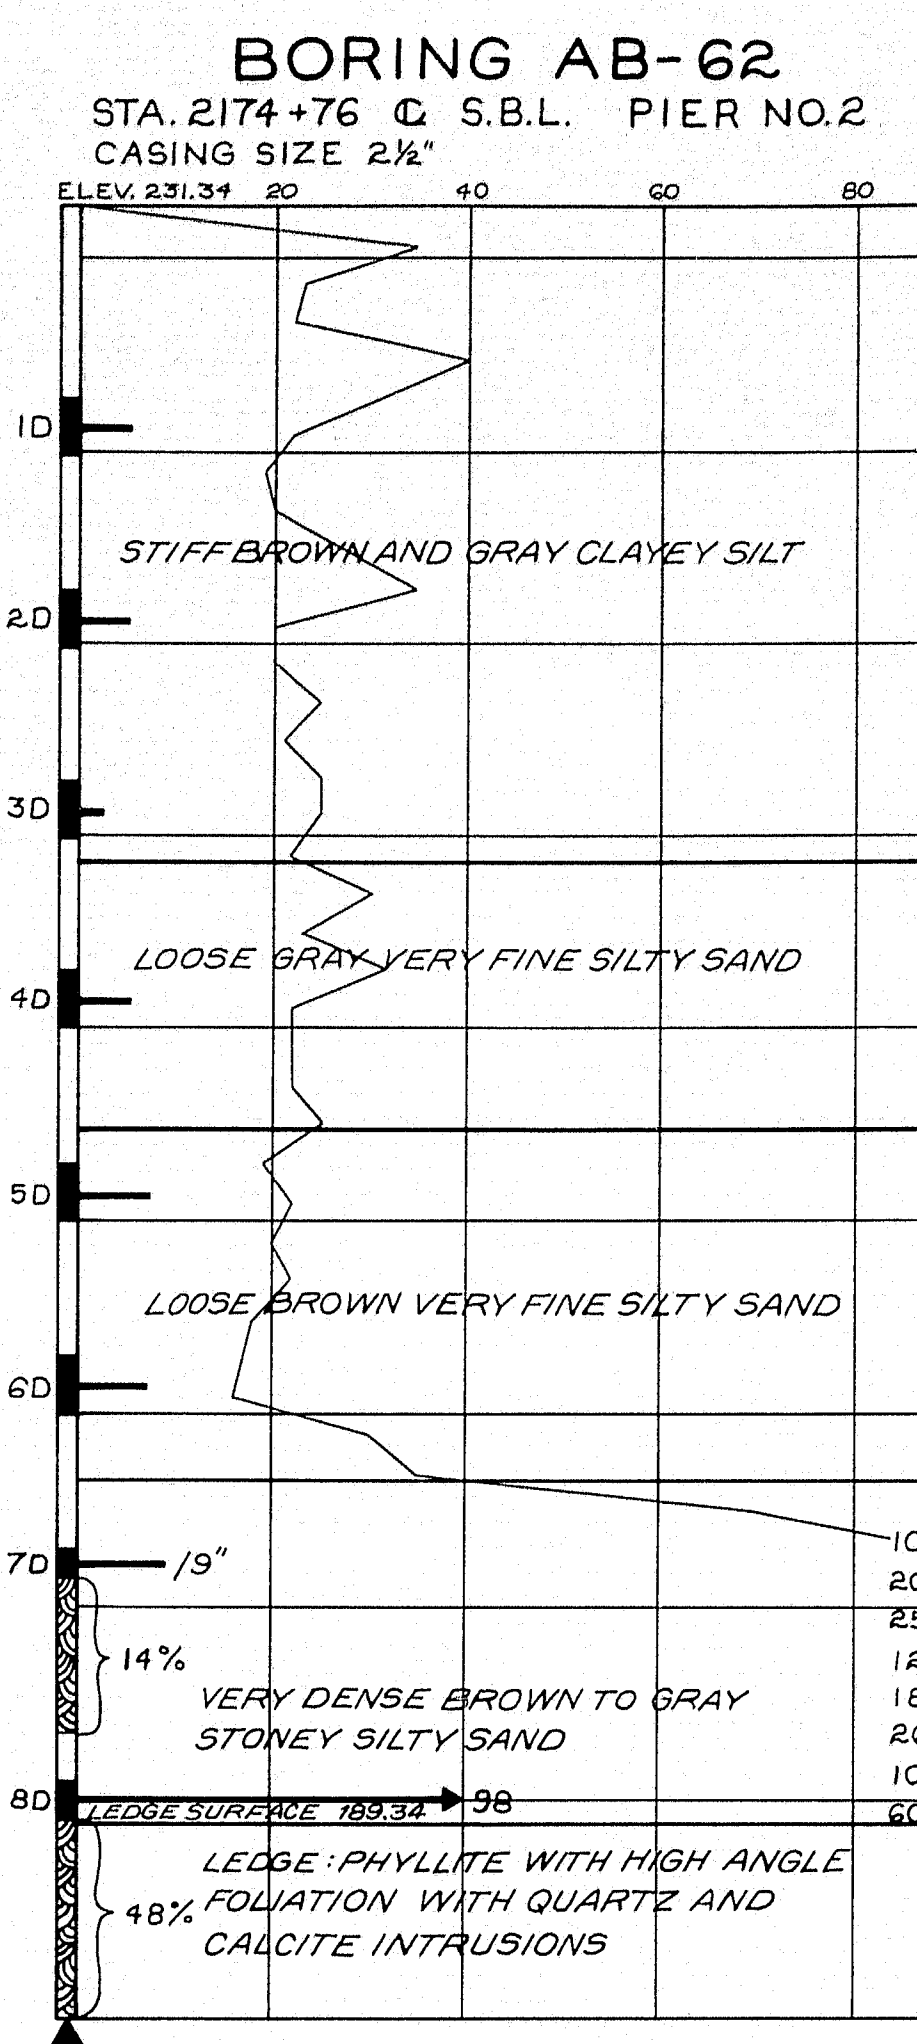 BORING AB-62
STA. 2174+76 ℄ S.B.L. PIER NO. 2
CASING SIZE 2½"
ELEV. 231.34 20 40 60 80
1D
STIFF BROWN AND GRAY CLAYEY SILT
2D
3D
LOOSE GRAY VERY FINE SILTY SAND
4D
5D
LOOSE BROWN VERY FINE SILTY SAND
6D
7D /9"
14%
VERY DENSE BROWN TO GRAY
STONEY SILTY SAND
8D 98
LEDGE SURFACE 189.34
LEDGE: PHYLLITE WITH HIGH ANGLE
48% FOLIATION WITH QUARTZ AND
CALCITE INTRUSIONS